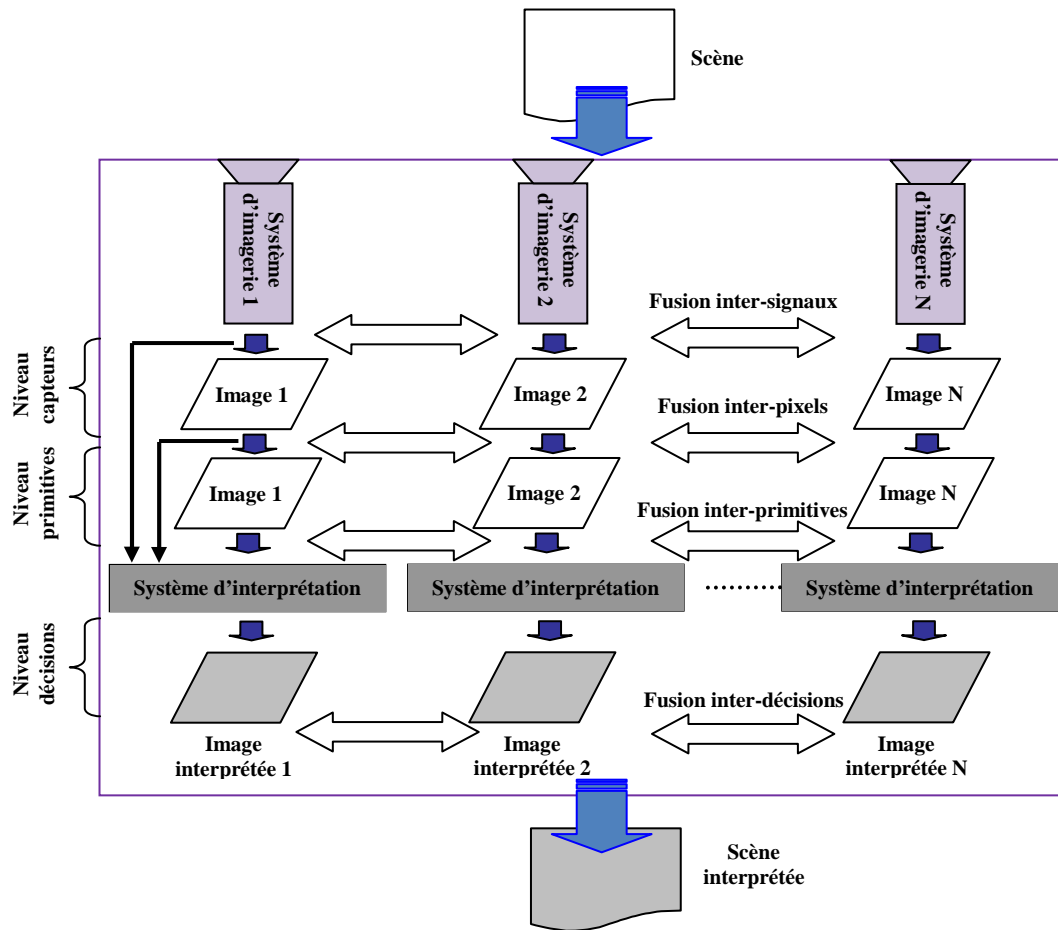 Scène
Système
d'imagerie 1
Système
d'imagerie 2
Système
d'imagerie N
Fusion inter-signaux
Niveau
capteurs
Image 1
Image 2
Image N
Fusion inter-pixels
Niveau
primitives
Image 1
Image 2
Image N
Fusion inter-primitives
Système d'interprétation
Système d'interprétation
..........
Système d'interprétation
Niveau
décisions
Fusion inter-décisions
Image
interprétée 1
Image
interprétée 2
Image
interprétée N
Scène
interprétée